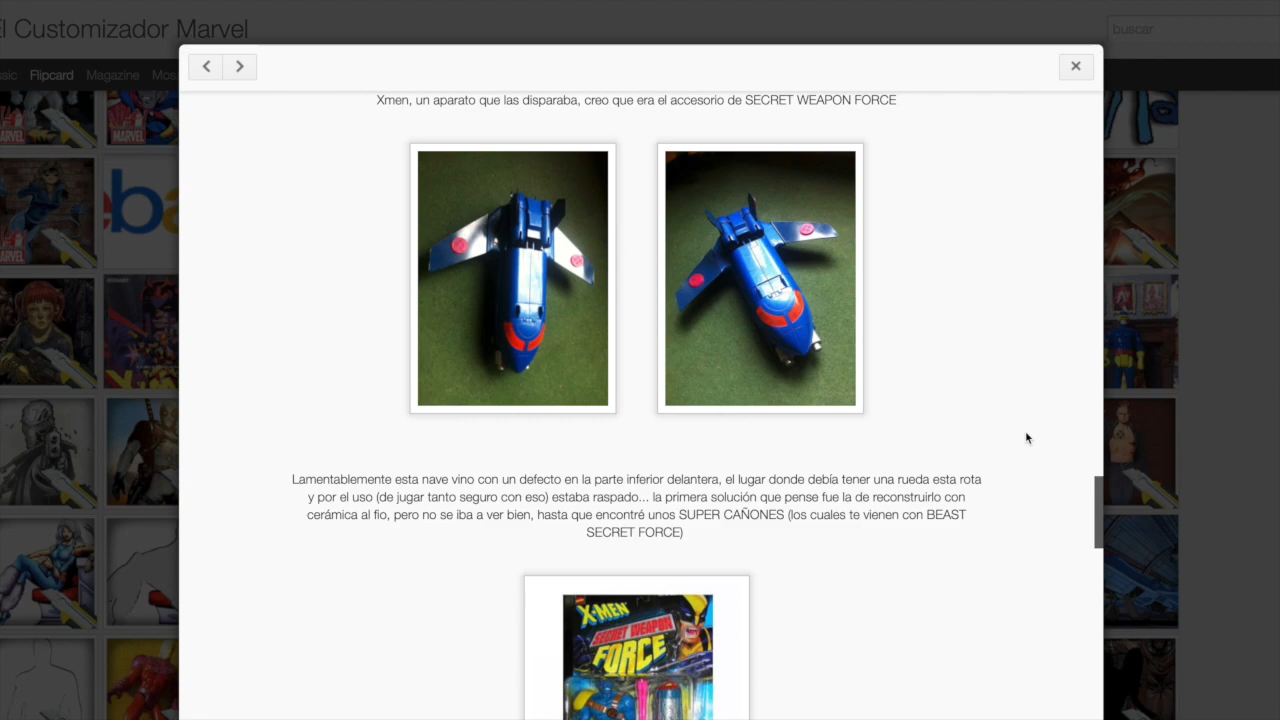 El Customizador Marvel
buscar
Flipcard
Magazine
Xmen, un aparato que las disparaba, creo que era el accesorio de SECRET WEAPON FORCE
Lamentablemente esta nave vino con un defecto en la parte inferior delantera, el lugar donde debía tener una rueda esta rota
y por el uso (de jugar tanto seguro con eso) estaba raspado... la primera solución que pense fue la de reconstruirlo con
cerámica al fio, pero no se iba a ver bien, hasta que encontré unos SUPER CAÑONES (los cuales te vienen con BEAST
SECRET FORCE)
X-MEN
SECRET WEAPON
FORCE